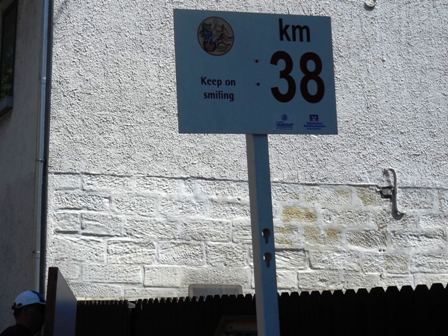 km
38
Keep on
smiling